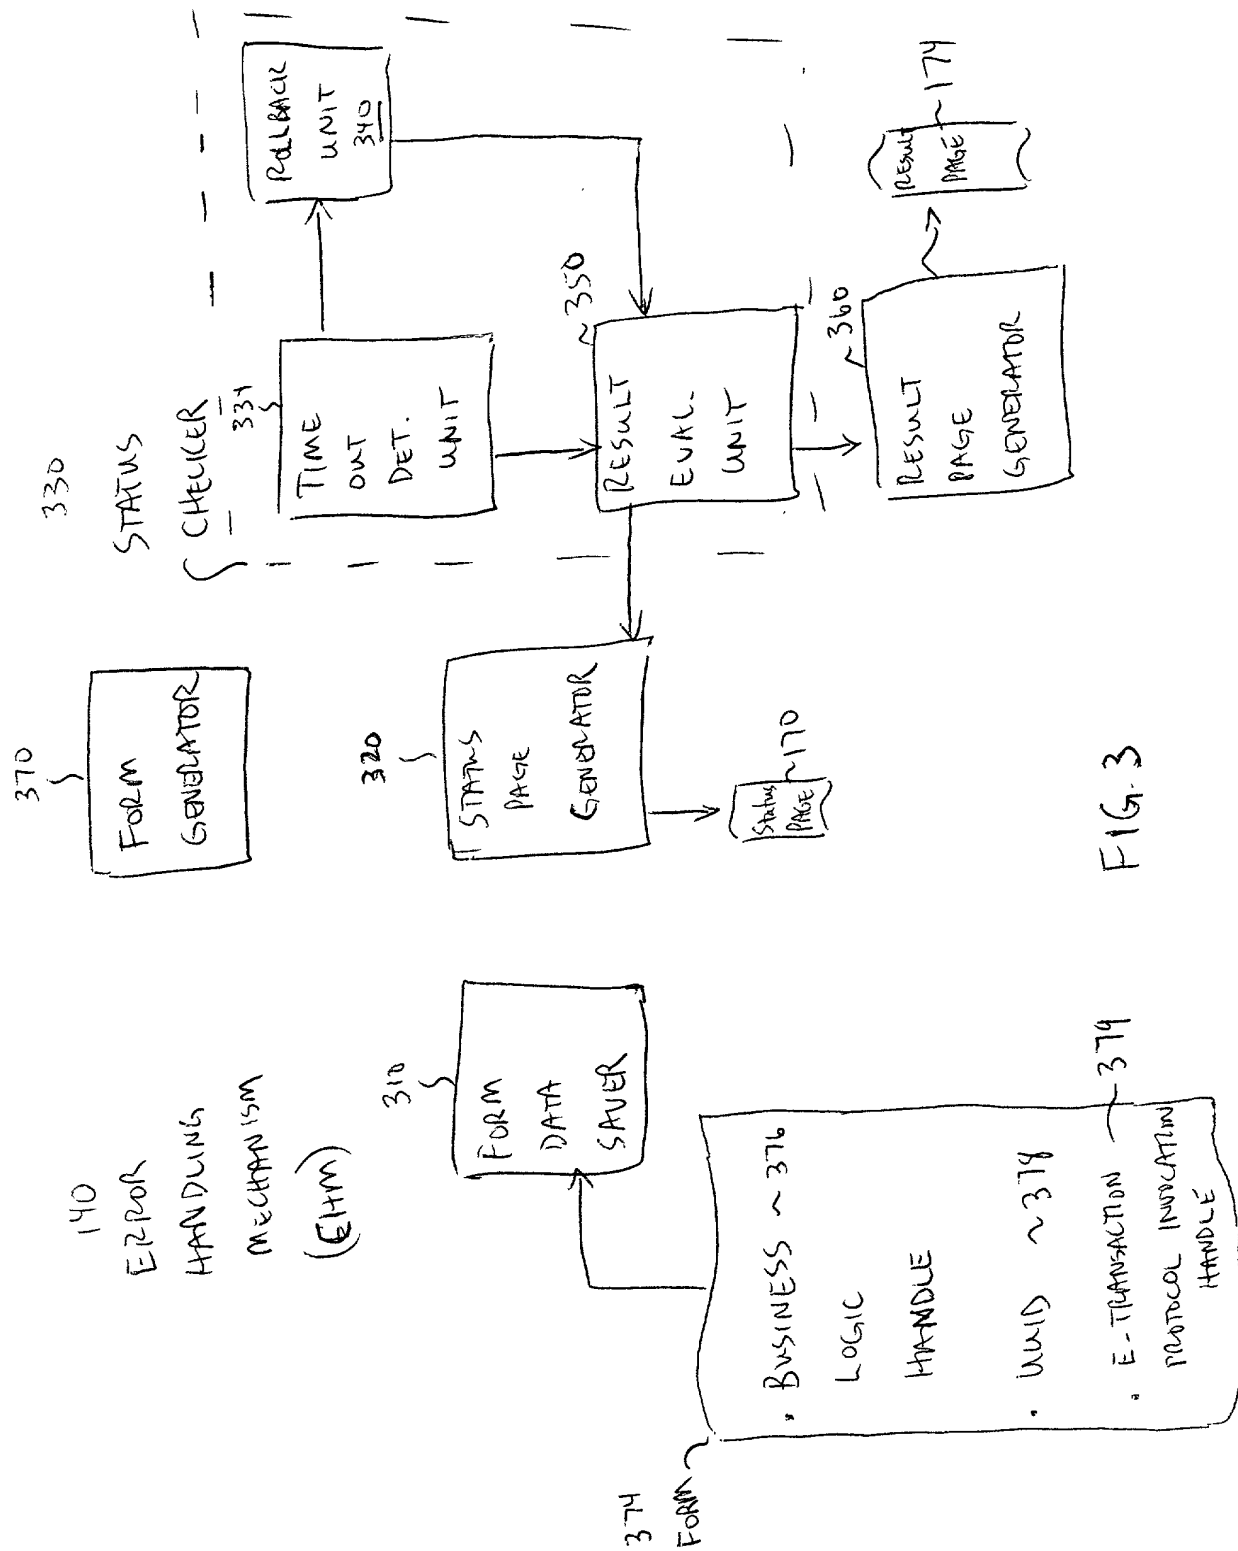 140
ERROR
HANDLING
MECHANISM
(EHM)
370
FORM
GENERATOR
330
STATUS
CHECKER
334
TIME
OUT
DET.
UNIT
ROLLBACK
UNIT
340
310
FORM
DATA
SAVER
320
STATUS
PAGE
GENERATOR
350
RESULT
EVAL.
UNIT
Status
PAGE
170
360
RESULT
PAGE
GENERATOR
Result
PAGE
174
374
FORM
• BUSINESS ~ 376
LOGIC
HANDLE
• UUID ~ 378
• E-TRANSACTION ~ 379
PROTOCOL INVOCATION
HANDLE
FIG. 3